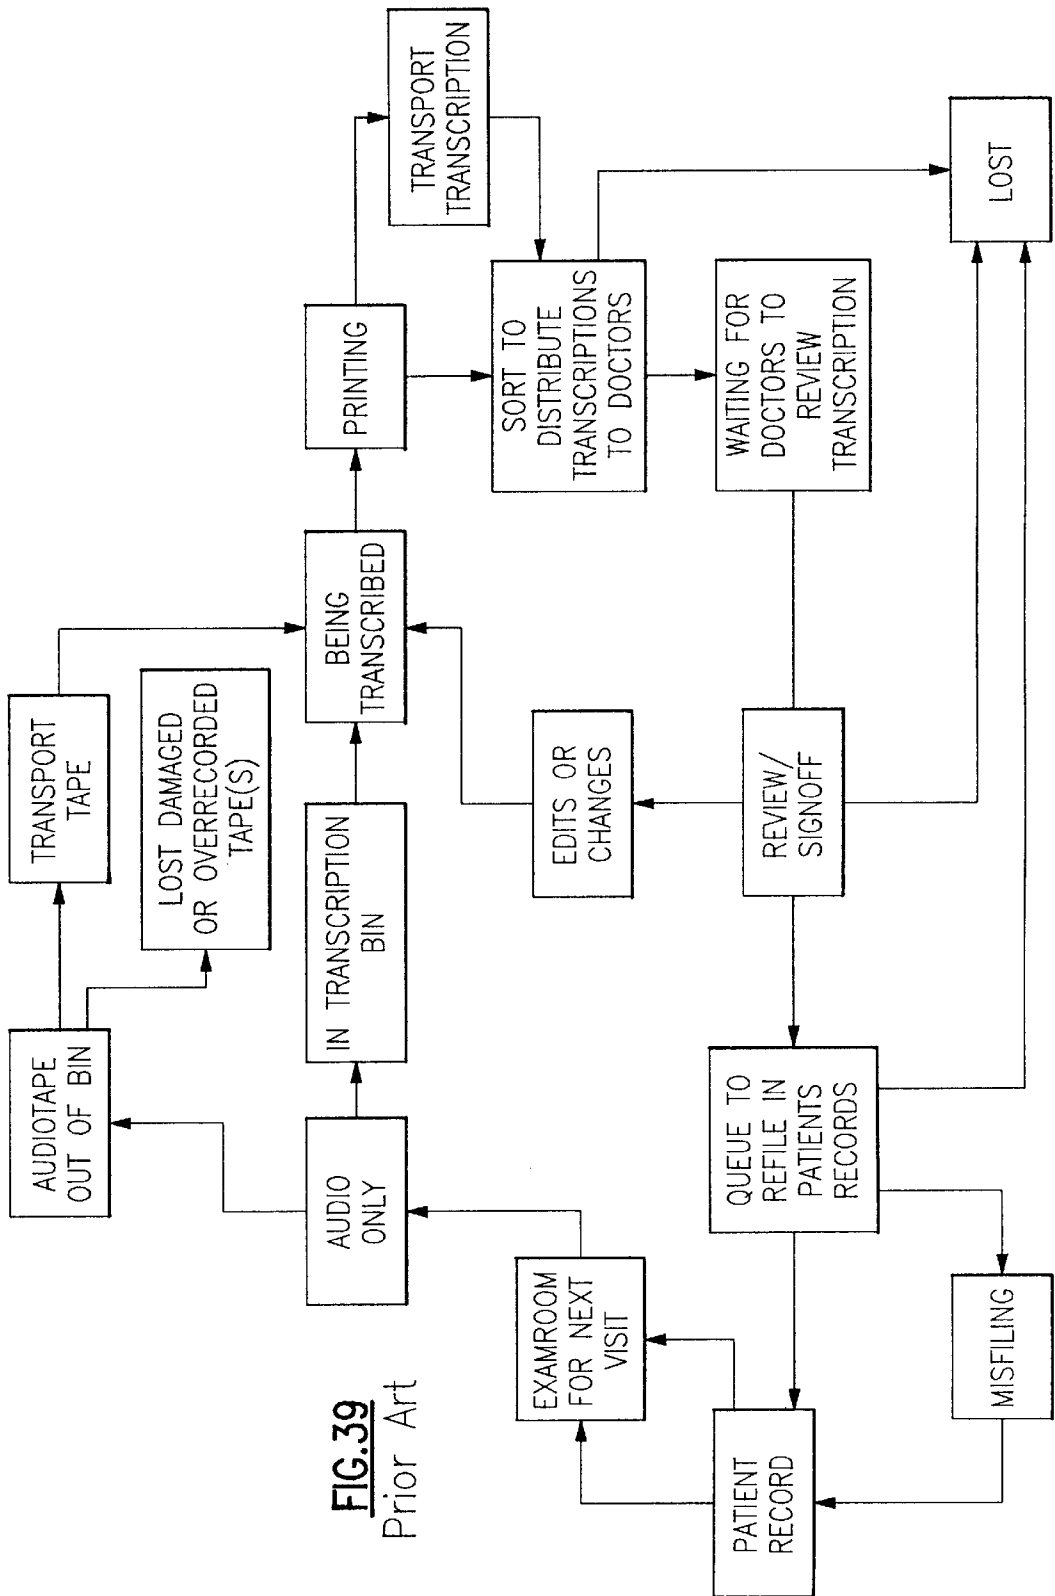 AUDIOTAPE
OUT OF BIN
TRANSPORT
TAPE
LOST DAMAGED
OR OVERRECORDED
TAPE(S)
AUDIO
ONLY
IN TRANSCRIPTION
BIN
BEING
TRANSCRIBED
PRINTING
TRANSPORT
TRANSCRIPTION
EXAMROOM
FOR NEXT
VISIT
EDITS OR
CHANGES
SORT TO
DISTRIBUTE
TRANSCRIPTIONS
TO DOCTORS
PATIENT
RECORD
QUEUE TO
REFILE IN
PATIENTS
RECORDS
REVIEW/
SIGNOFF
WAITING FOR
DOCTORS TO
REVIEW
TRANSCRIPTION
MISFILING
LOST
FIG.39
Prior Art